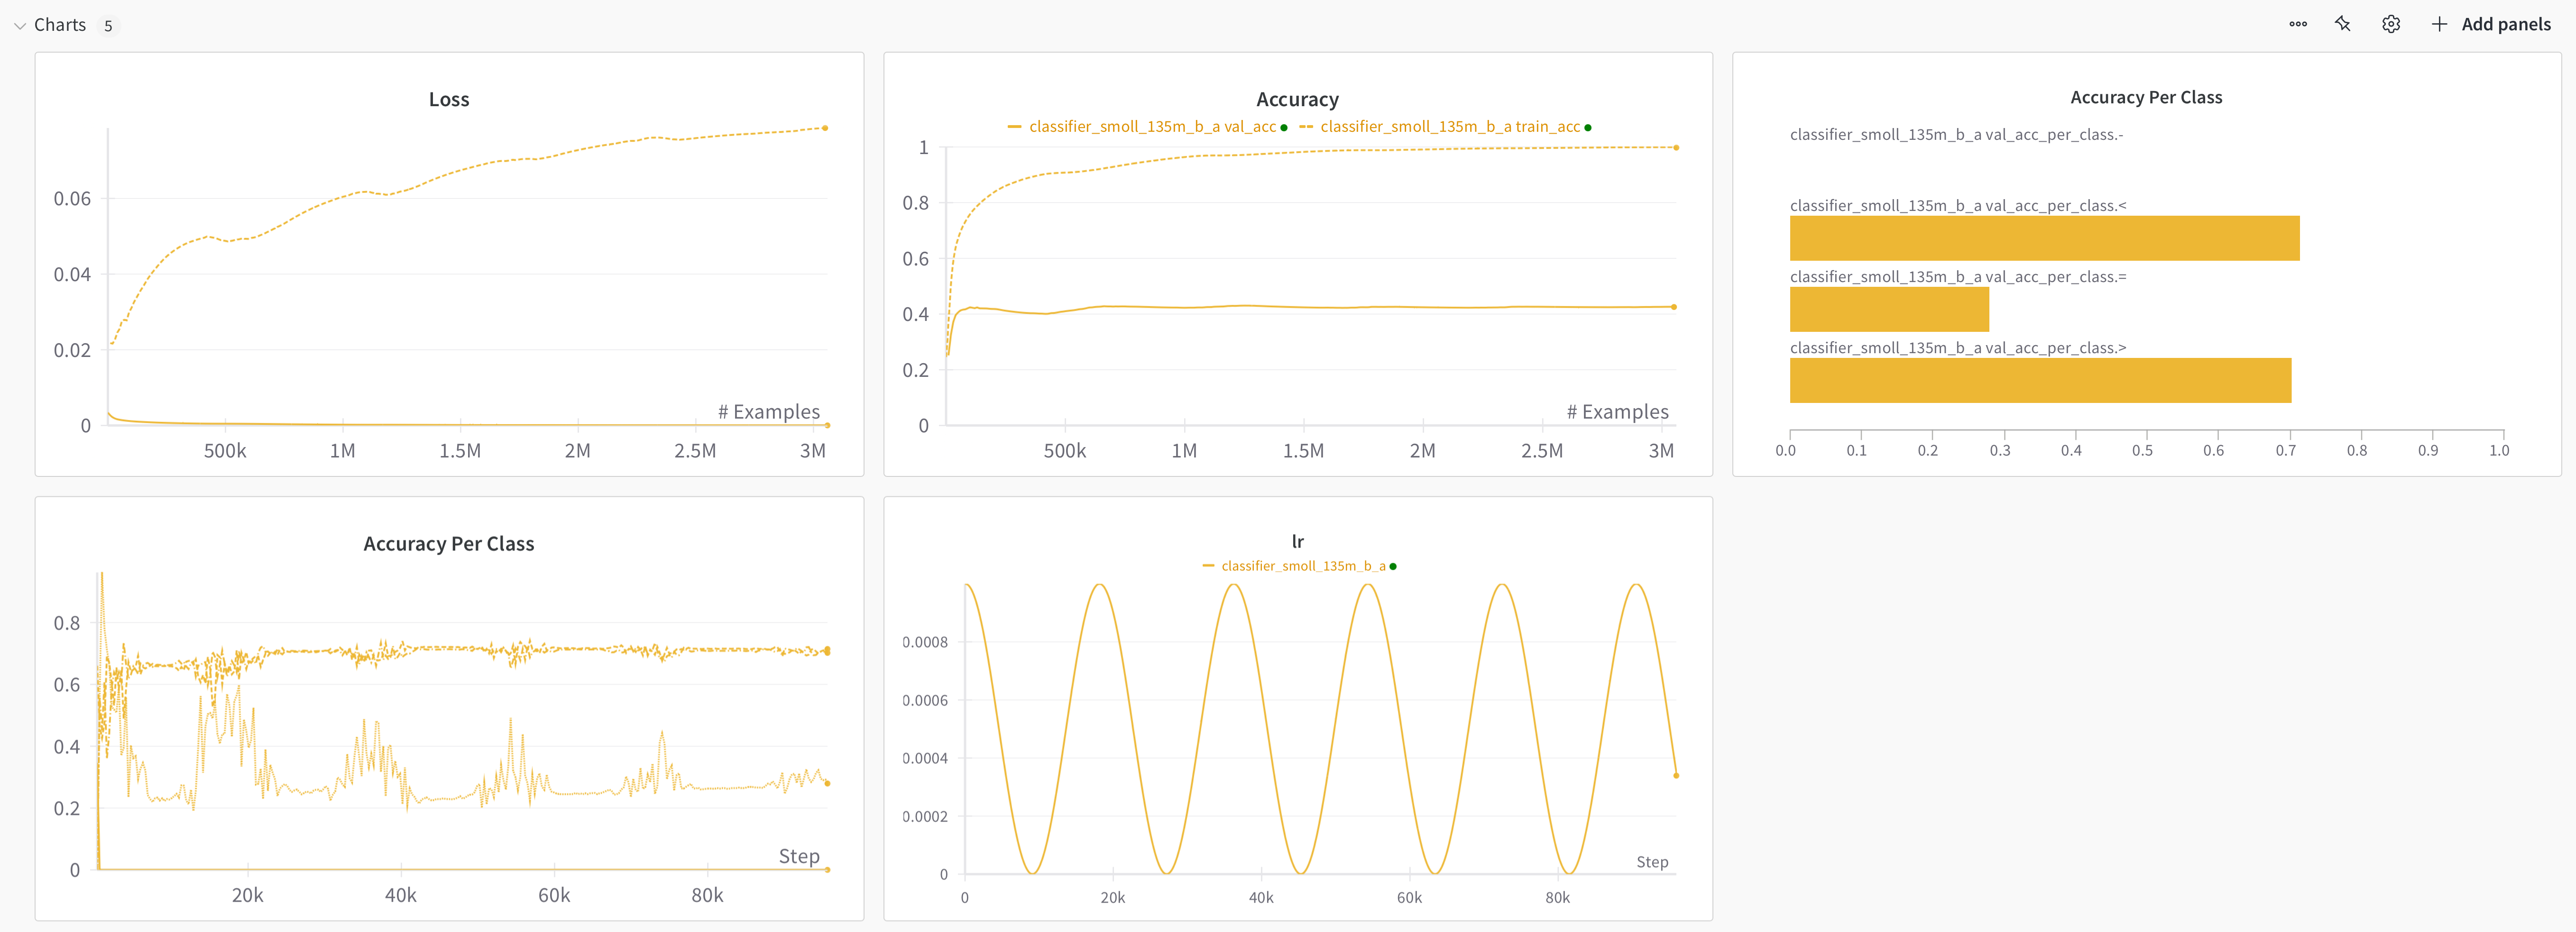 Charts 5
Add panels
Loss
0.06
0.04
0.02
0
# Examples
500k 1M 1.5M 2M 2.5M 3M
Accuracy
classifier_smoll_135m_b_a val_acc classifier_smoll_135m_b_a train_acc
1
0.8
0.6
0.4
0.2
0
# Examples
500k 1M 1.5M 2M 2.5M 3M
Accuracy Per Class
classifier_smoll_135m_b_a val_acc_per_class.-
classifier_smoll_135m_b_a val_acc_per_class.<
classifier_smoll_135m_b_a val_acc_per_class.=
classifier_smoll_135m_b_a val_acc_per_class.>
0.0 0.1 0.2 0.3 0.4 0.5 0.6 0.7 0.8 0.9 1.0
Accuracy Per Class
0.8
0.6
0.4
0.2
0
Step
20k 40k 60k 80k
lr
classifier_smoll_135m_b_a
0.0008
0.0006
0.0004
0.0002
0
Step
0 20k 40k 60k 80k